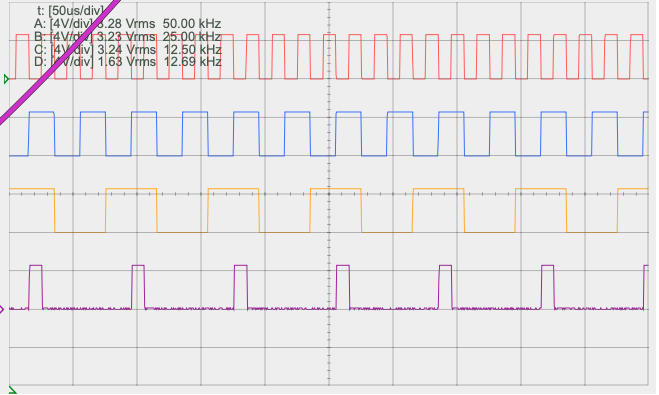 t: [50us/div]
A: [4V/div] 3.28 Vrms 50.00 kHz
B: [4V/div] 3.23 Vrms 25.00 kHz
C: [4V/div] 3.24 Vrms 12.50 kHz
D: [4V/div] 1.63 Vrms 12.69 kHz